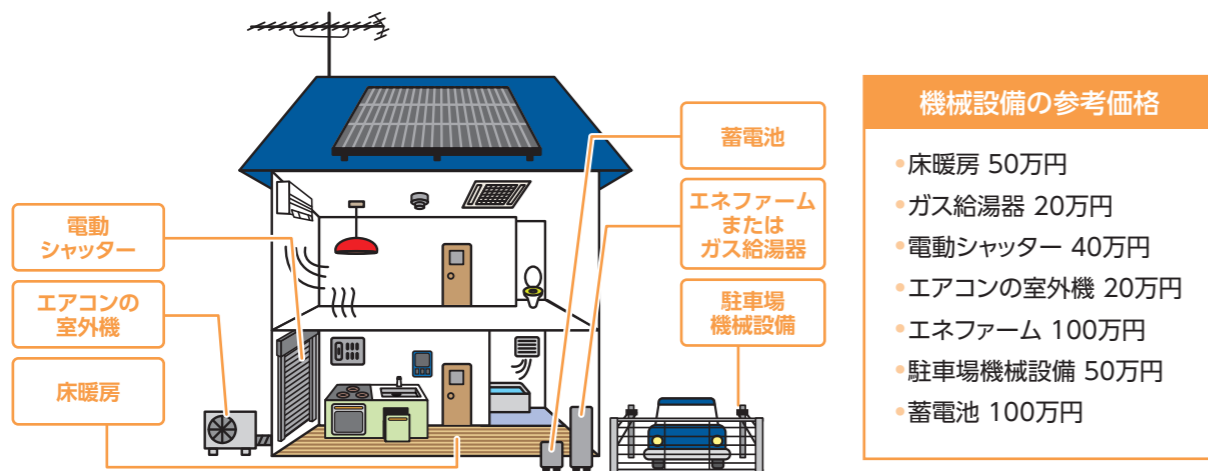 電動
シャッター
エアコンの
室外機
床暖房
蓄電池
エネファーム
または
ガス給湯器
駐車場
機械設備
機械設備の参考価格
•床暖房 50万円
•ガス給湯器 20万円
•電動シャッター 40万円
•エアコンの室外機 20万円
•エネファーム 100万円
•駐車場機械設備 50万円
•蓄電池 100万円